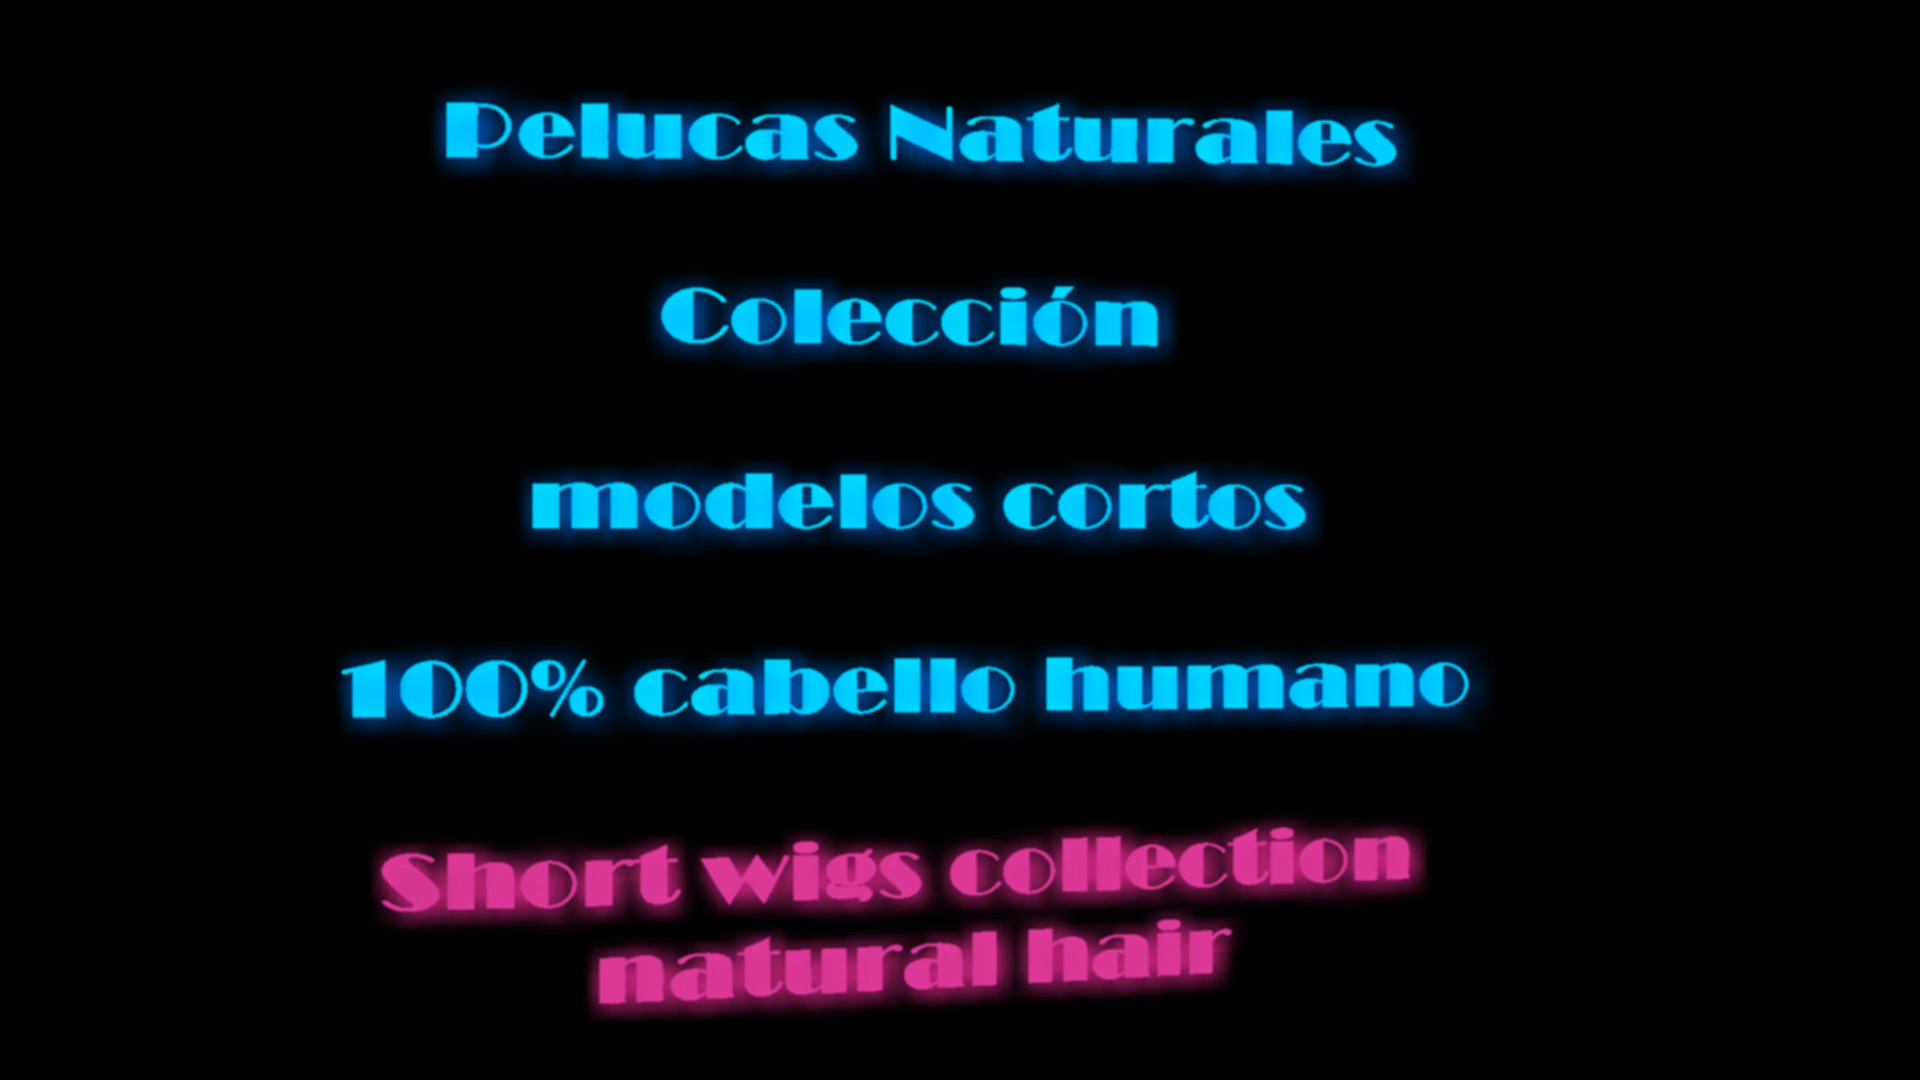 Pelucas Naturales
Colección
modelos cortos
100% cabello humano
Short wigs collection
natural hair